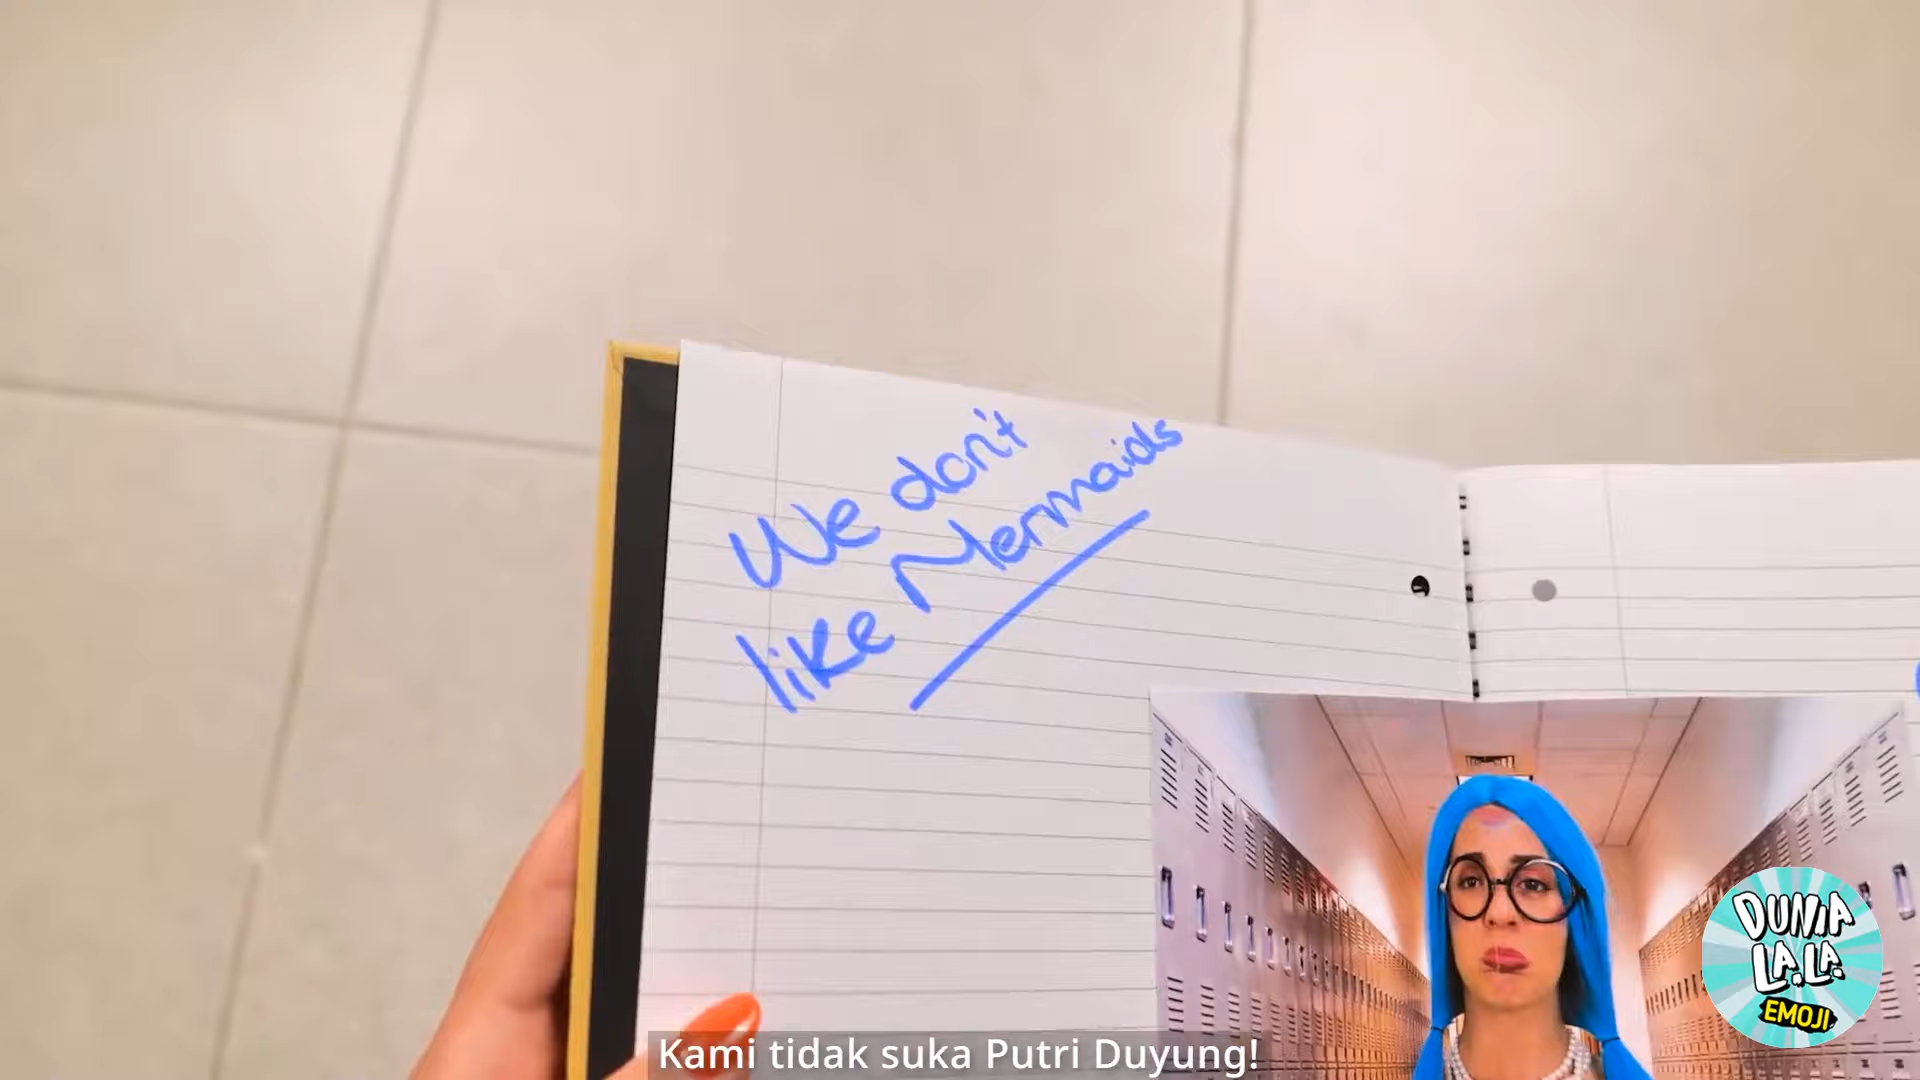 We don't
like Mermaids
DUNIA
LA.LA.
EMOJI
Kami tidak suka Putri Duyung!